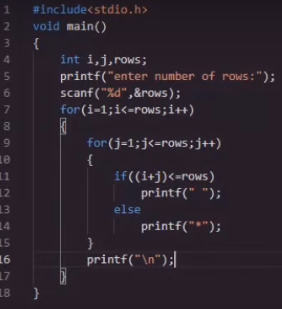 1 #include<stdio.h>
2 void main()
3 {
4 int i,j,rows;
5 printf("enter number of rows:");
6 scanf("%d",&rows);
7 for(i=1;i<=rows;i++)
8 {
9 for(j=1;j<=rows;j++)
10 {
11 if((i+j)<=rows)
12 printf(" ");
13 else
14 printf("*");
15 }
16 printf("\n");
17 }
18 }